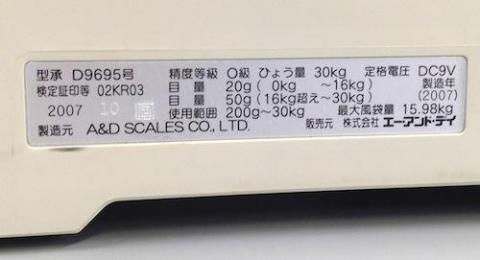 型承 D9695号 精度等級 O級 ひょう量 30kg 定格電圧 DC9V
検定証印等 02KR03 目量 20g ( 0kg ~16kg) 製造年
2007 10 目量 50g (16kg超え~30kg) (2007)
使用範囲 200g~30kg 最大風袋量 15.98kg
製造元 A&D SCALES CO., LTD. 販売元 株式会社 エーアンド・デイ